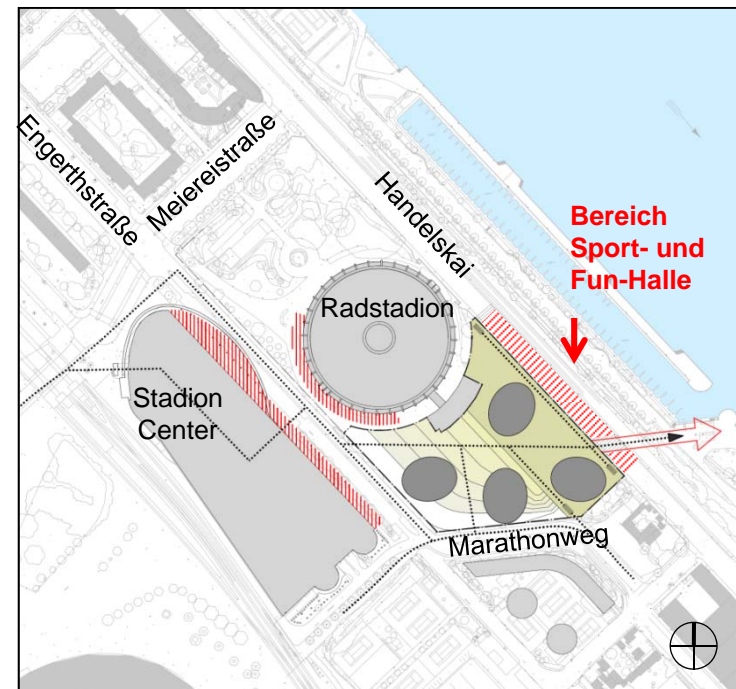 Engerthstraße
Meiereistraße
Handelskai
Bereich
Sport- und
Fun-Halle
Radstadion
Stadion
Center
Marathonweg